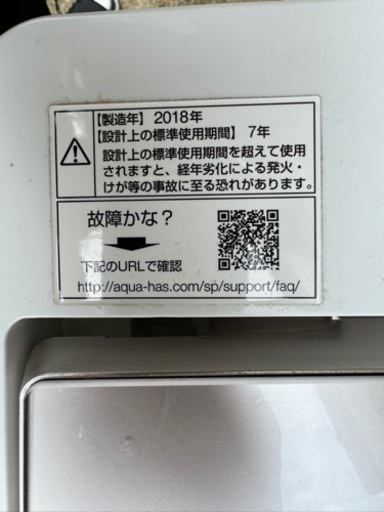 【製造年】2018年
【設計上の標準使用期間】7年
設計上の標準使用期間を超えて使用
されますと、経年劣化による発火・
けが等の事故に至る恐れがあります。
故障かな？
下記のURLで確認
http://aqua-has.com/sp/support/faq/